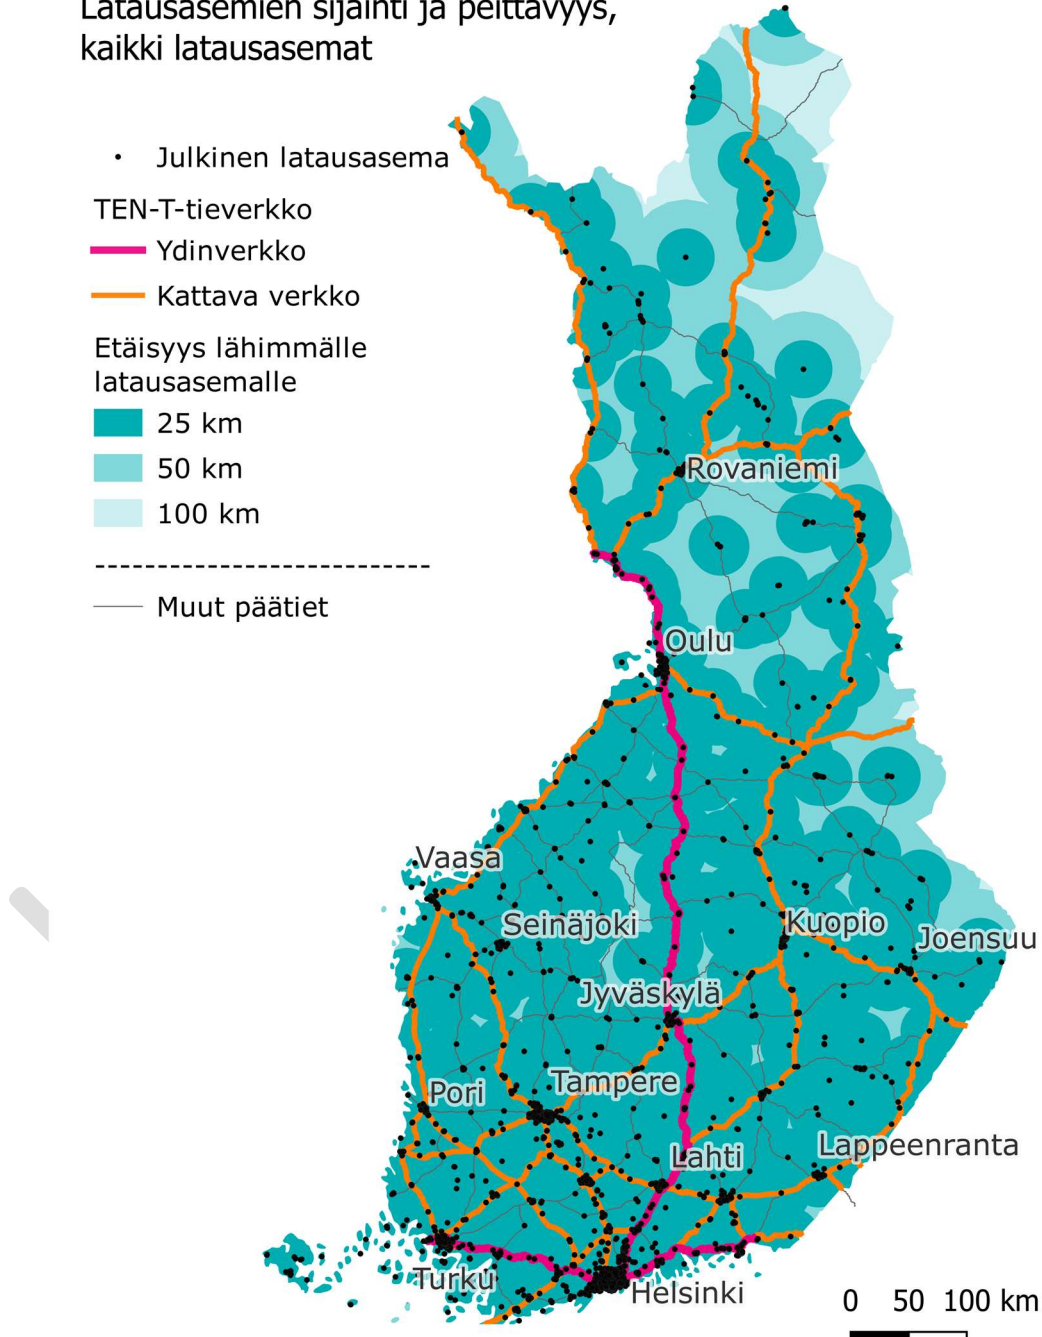 Latausasemien sijainti ja peittävyys,
kaikki latausasemat
Julkinen latausasema
TEN-T-tieverkko
Ydinverkko
Kattava verkko
Etäisyys lähimmälle
latausasemalle
25 km
50 km
100 km
Muut päätiet
Rovaniemi
Oulu
Vaasa
Seinäjoki
Kuopio
Joensuu
Jyväskylä
Tampere
Pori
Lappeenranta
Lahti
Turku
Helsinki
0 50 100 km